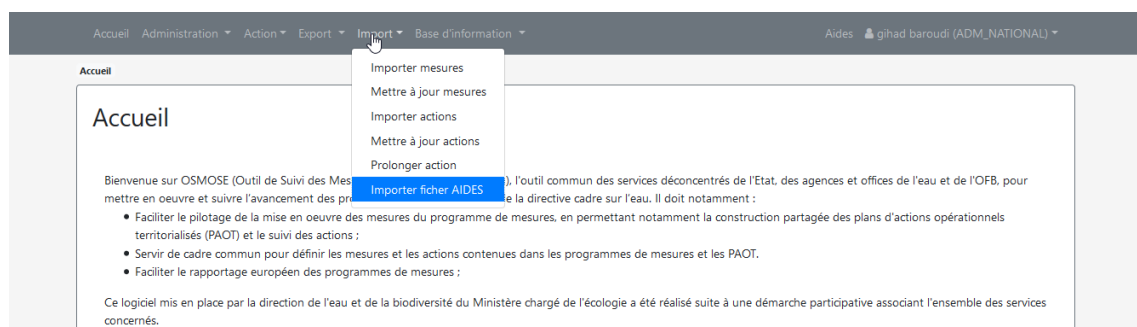 Accueil Administration Action Export Import Base d'information Aides gihad baroudi (ADM_NATIONAL)
Accueil
Importer mesures
Mettre à jour mesures
Importer actions
Mettre à jour actions
Prolonger action
Importer ficher AIDES
Accueil
Bienvenue sur OSMOSE (Outil de Suivi des Mes ), l'outil commun des services déconcentrés de l'Etat, des agences et offices de l'eau et de l'OFB, pour
mettre en oeuvre et suivre l'avancement des pro e la directive cadre sur l'eau. Il doit notamment :
• Faciliter le pilotage de la mise en oeuvre des mesures du programme de mesures, en permettant notamment la construction partagée des plans d'actions opérationnels
territorialisés (PAOT) et le suivi des actions ;
• Servir de cadre commun pour définir les mesures et les actions contenues dans les programmes de mesures et les PAOT.
• Faciliter le rapportage européen des programmes de mesures ;
Ce logiciel mis en place par la direction de l'eau et de la biodiversité du Ministère chargé de l'écologie a été réalisé suite à une démarche participative associant l'ensemble des services
concernés.